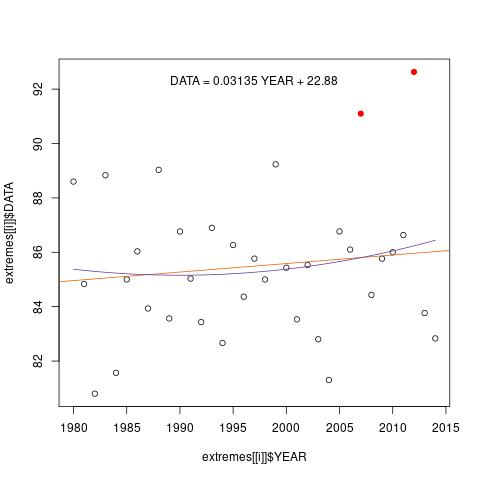 DATA = 0.03135 YEAR + 22.88
92
90
88
86
84
82
extremes[[i]]$DATA
1980 1985 1990 1995 2000 2005 2010 2015
extremes[[i]]$YEAR